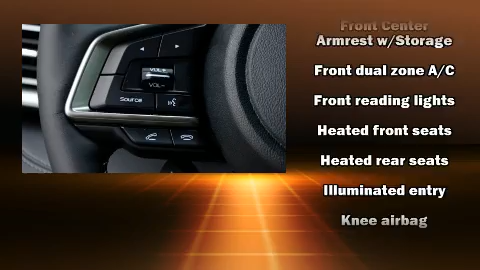 Front Center
Armrest w/Storage
Front dual zone A/C
Front reading lights
Heated front seats
Heated rear seats
Illuminated entry
Knee airbag
VOL+
VOL-
Source